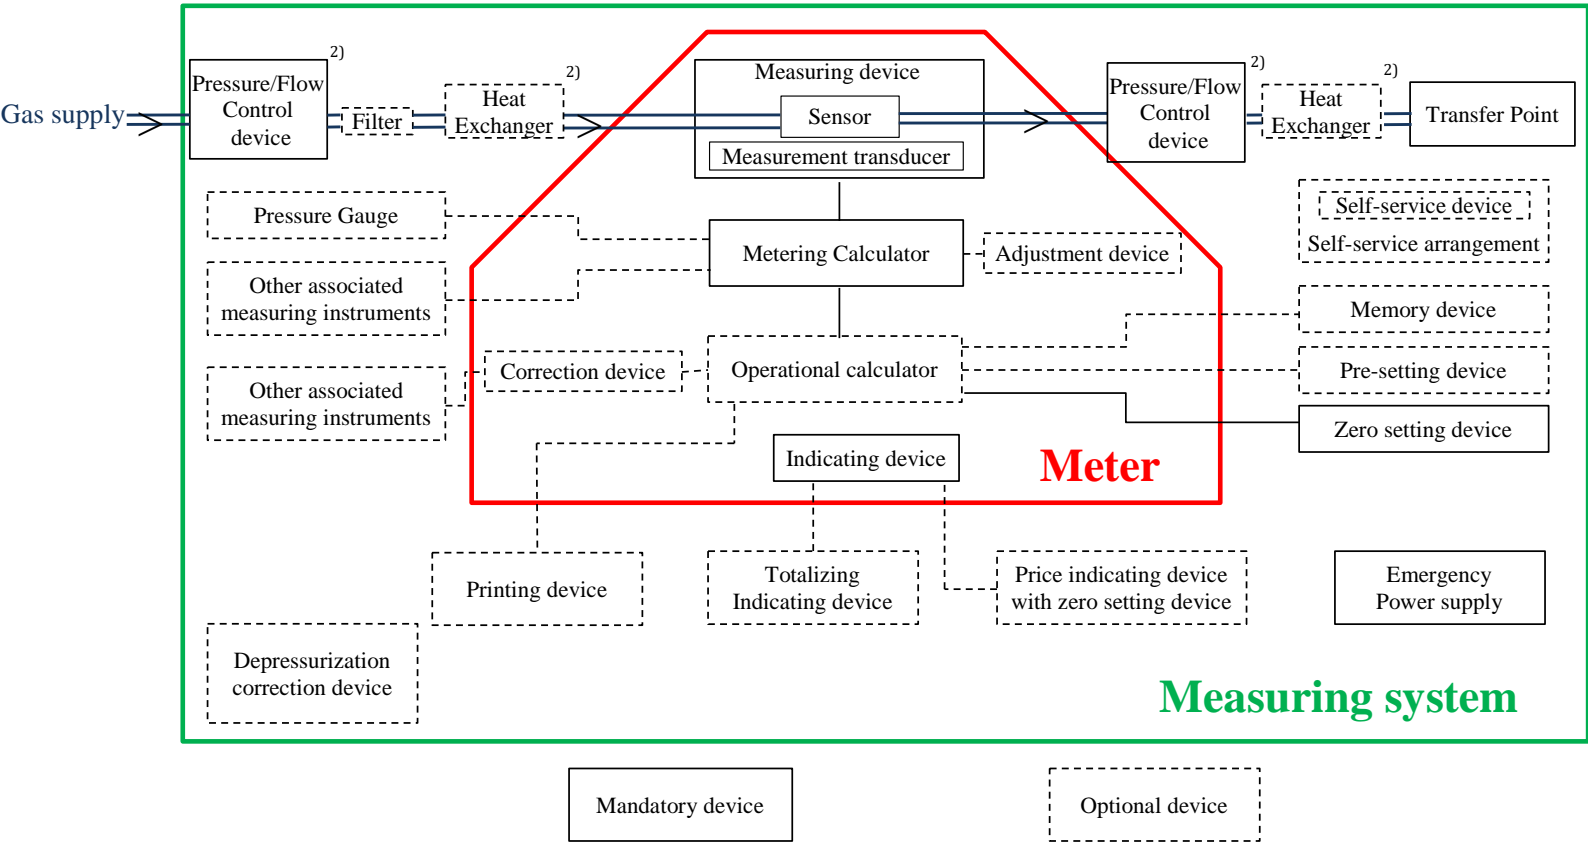 2)
Pressure/Flow
Control
device
Gas supply
Filter
2)
Heat
Exchanger
Measuring device
Sensor
Measurement transducer
2)
Pressure/Flow
Control
device
2)
Heat
Exchanger
Transfer Point
Pressure Gauge
Self-service device
Self-service arrangement
Metering Calculator
Adjustment device
Other associated
measuring instruments
Memory device
Other associated
measuring instruments
Correction device
Operational calculator
Pre-setting device
Zero setting device
Indicating device
Meter
Printing device
Totalizing
Indicating device
Price indicating device
with zero setting device
Emergency
Power supply
Depressurization
correction device
Measuring system
Mandatory device
Optional device